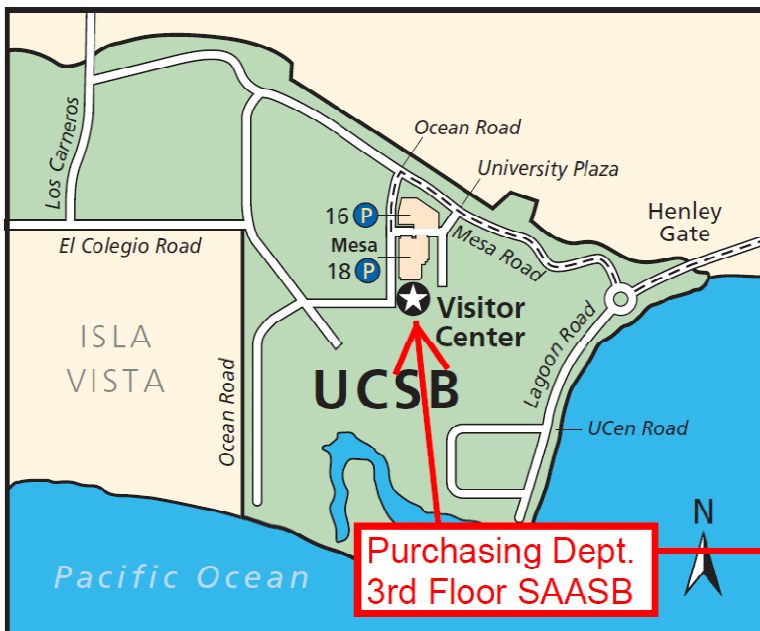 Los Carneros
Ocean Road
University Plaza
16 P
Mesa
18 P
Henley
Gate
El Colegio Road
Mesa Road
Visitor
Center
ISLA
VISTA
UCSB
Lagoon Road
Ocean Road
UCen Road
N
Purchasing Dept.
3rd Floor SAASB
Pacific Ocean